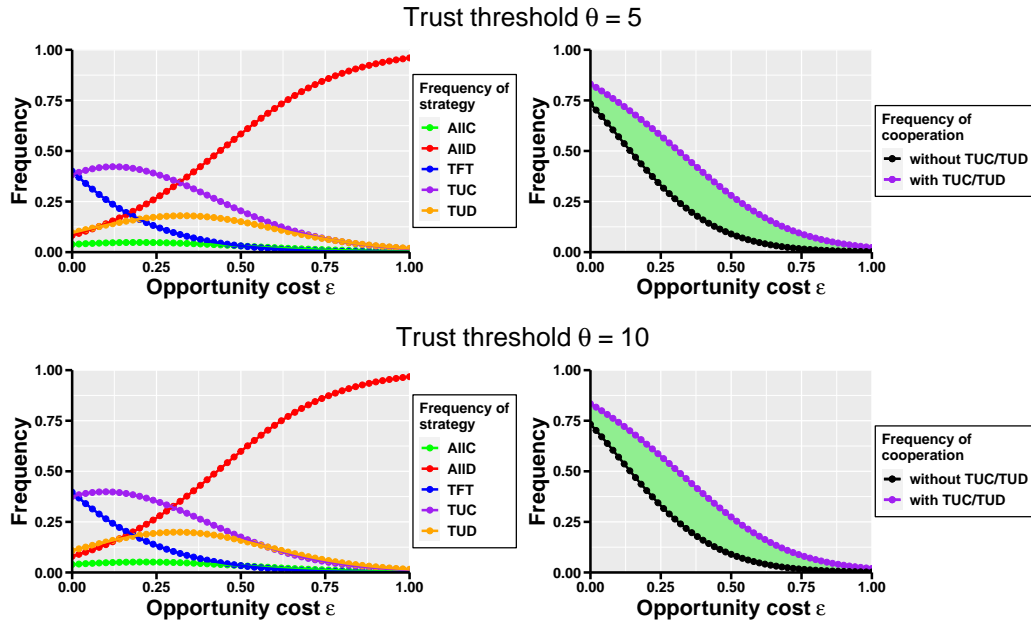 Trust threshold θ = 5
1.00
0.75
0.50
0.25
0.00
Frequency
0.00 0.25 0.50 0.75 1.00
Opportunity cost ε
Frequency of
strategy
AllC
AllD
TFT
TUC
TUD
1.00
0.75
0.50
0.25
0.00
Frequency
0.00 0.25 0.50 0.75 1.00
Opportunity cost ε
Frequency of
cooperation
without TUC/TUD
with TUC/TUD
Trust threshold θ = 10
1.00
0.75
0.50
0.25
0.00
Frequency
0.00 0.25 0.50 0.75 1.00
Opportunity cost ε
Frequency of
strategy
AllC
AllD
TFT
TUC
TUD
1.00
0.75
0.50
0.25
0.00
Frequency
0.00 0.25 0.50 0.75 1.00
Opportunity cost ε
Frequency of
cooperation
without TUC/TUD
with TUC/TUD